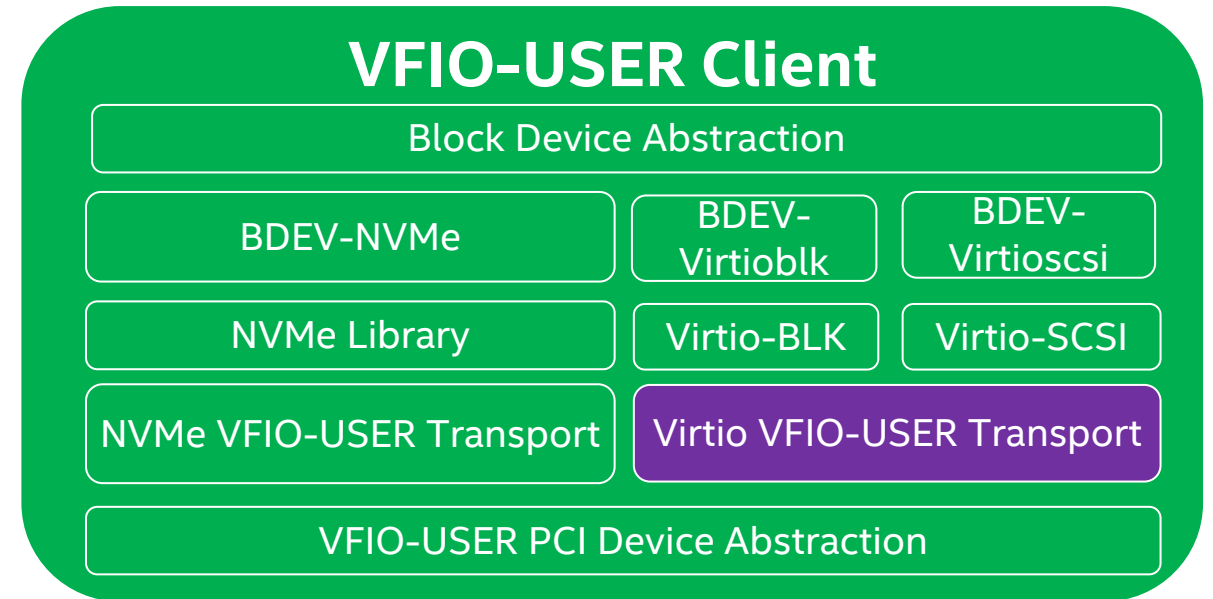 VFIO-USER Client
Block Device Abstraction
BDEV-NVMe
BDEV-
Virtioblk
BDEV-
Virtioscsi
NVMe Library
Virtio-BLK
Virtio-SCSI
NVMe VFIO-USER Transport
Virtio VFIO-USER Transport
VFIO-USER PCI Device Abstraction